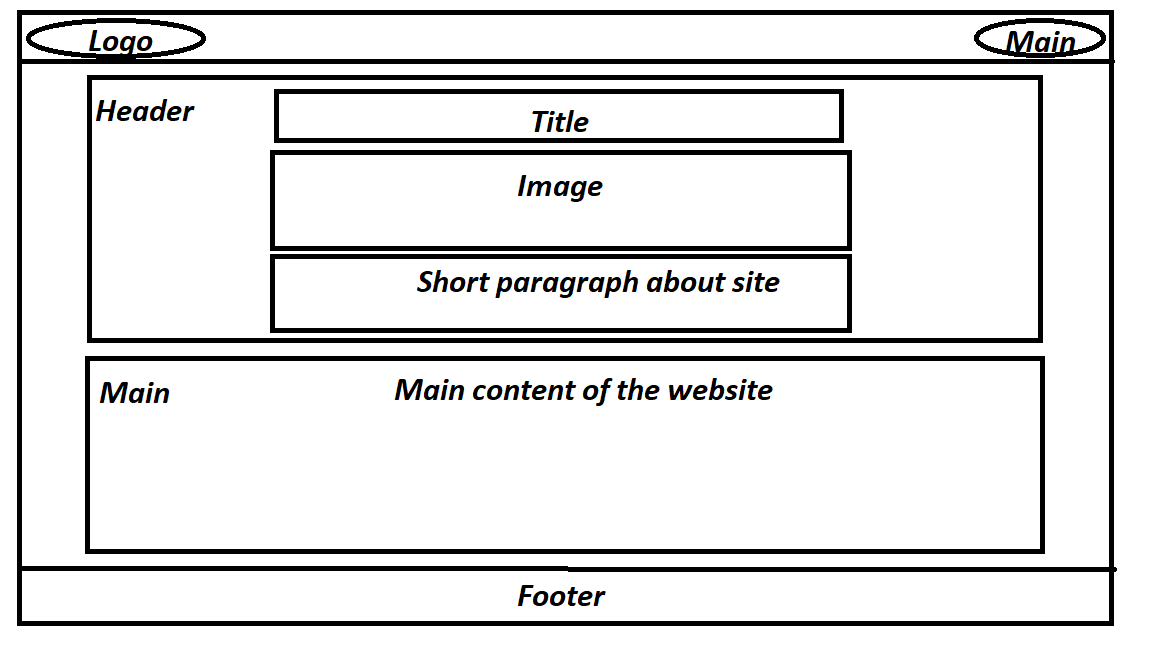 Logo
Main
Header
Title
Image
Short paragraph about site
Main
Main content of the website
Footer